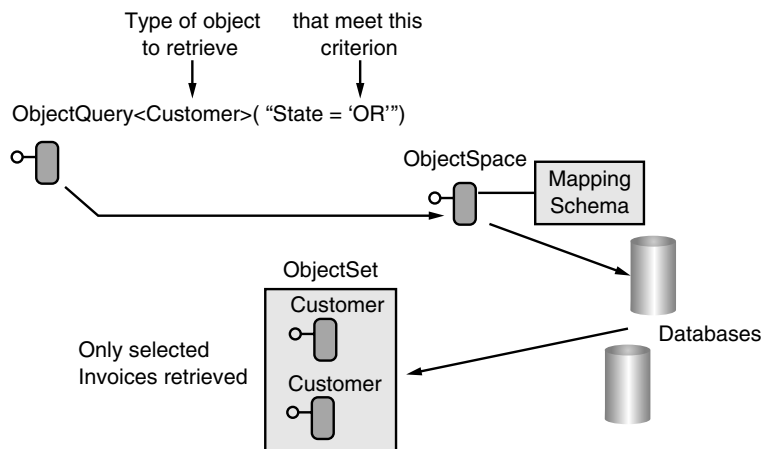 Type of object
to retrieve
that meet this
criterion
ObjectQuery<Customer>( “State = ‘OR’”)
ObjectSpace
Mapping
Schema
ObjectSet
Customer
Customer
Only selected
Invoices retrieved
Databases